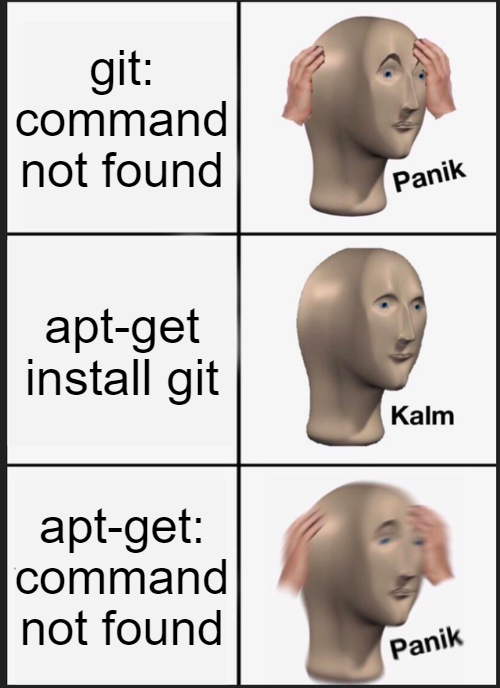 git:
command
not found
Panik
apt-get
install git
Kalm
apt-get:
command
not found
Panik